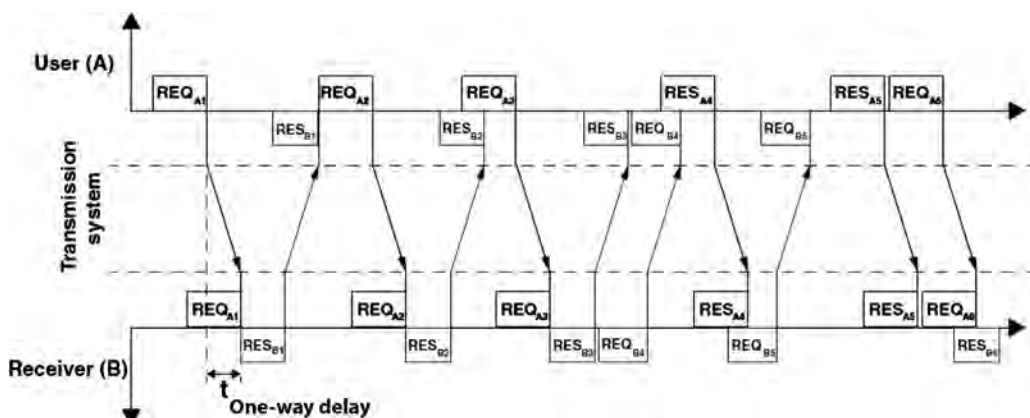 User (A)
REQA1 REQA2 REQA3 RESA4 RESA5 REQA6
RESB1 RESB2 RESB3 REQB4 REQB5
Transmission
system
REQA1 REQA2 REQA3 RESA4 RESA5 REQA6
RESB1 RESB2 RESB3 REQB4 REQB5 RESB6
Receiver (B)
t One-way delay